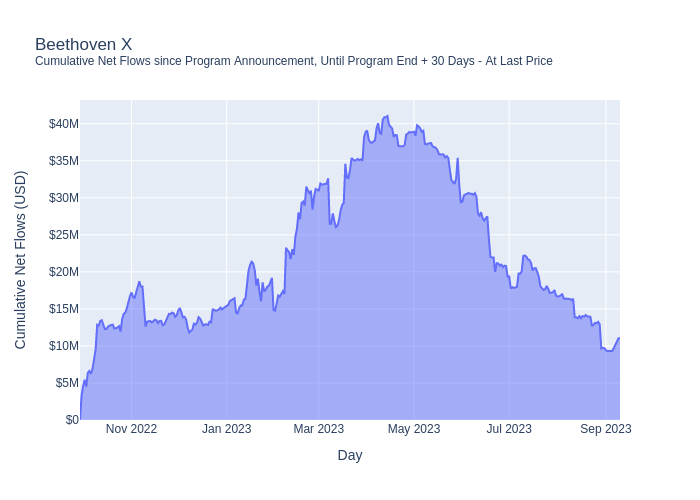 Beethoven X
Cumulative Net Flows since Program Announcement, Until Program End + 30 Days - At Last Price
$40M
$35M
$30M
$25M
$20M
$15M
$10M
$5M
$0
Cumulative Net Flows (USD)
Nov 2022
Jan 2023
Mar 2023
May 2023
Jul 2023
Sep 2023
Day